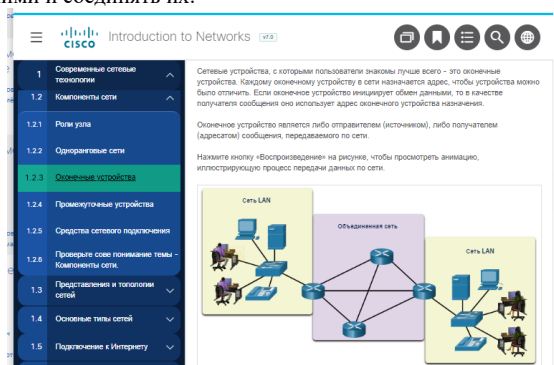 ми и соединять их.
CISCO Introduction to Networks v7.0
1 Современные сетевые
технологии
1.2 Компоненты сети
1.2.1 Роли узла
1.2.2 Одноранговые сети
1.2.3 Оконечные устройства
1.2.4 Промежуточные устройства
1.2.5 Средства сетевого подключения
1.2.6 Проверьте сове понимание темы -
Компоненты сети.
1.3 Представления и топологии
сетей
1.4 Основные типы сетей
1.5 Подключение к Интернету
Сетевые устройства, с которыми пользователи знакомы лучше всего - это оконечные
устройства. Каждому оконечному устройству в сети назначается адрес, чтобы устройства можно
было отличить. Если оконечное устройство инициирует обмен данными, то в качестве
получателя сообщения оно использует адрес оконечного устройства назначения.
Оконечное устройство является либо отправителем (источником), либо получателем
(адресатом) сообщения, передаваемого по сети.
Нажмите кнопку «Воспроизведение» на рисунке, чтобы просмотреть анимацию,
иллюстрирующую процесс передачи данных по сети.
Сеть LAN
Объединенная сеть
Сеть LAN